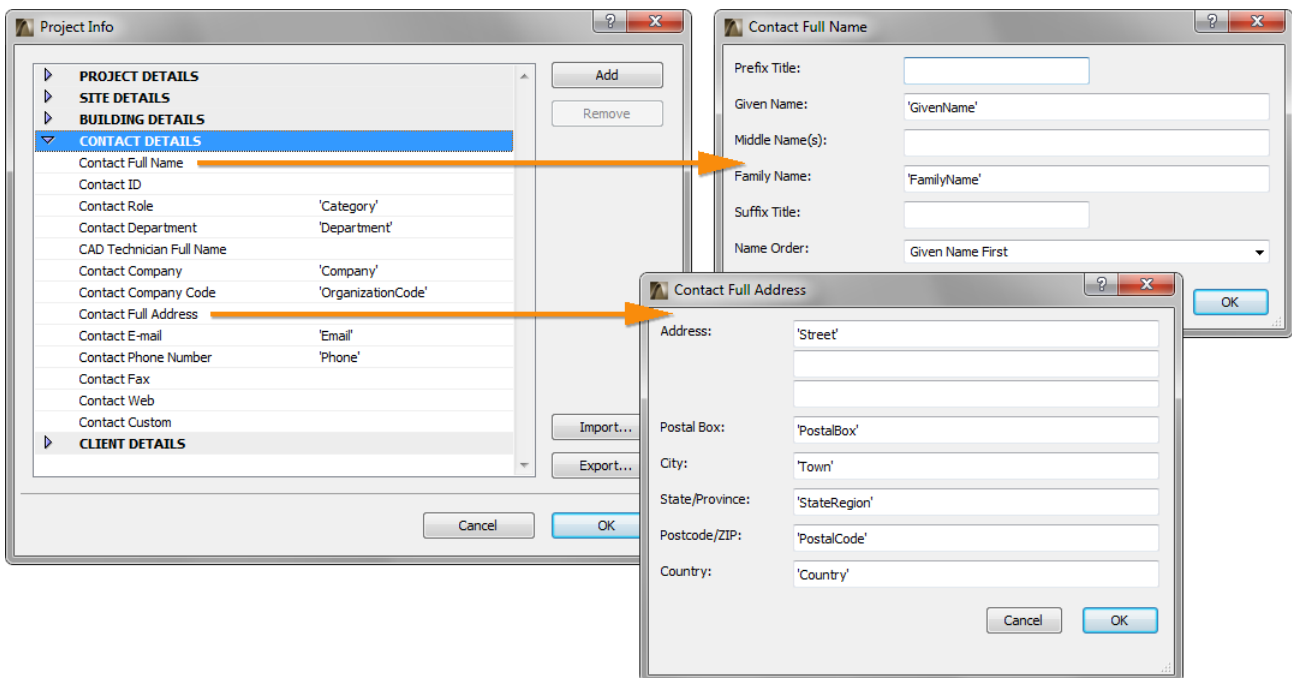 Project Info
PROJECT DETAILS
SITE DETAILS
BUILDING DETAILS
CONTACT DETAILS
Contact Full Name
Contact ID
Contact Role 'Category'
Contact Department 'Department'
CAD Technician Full Name
Contact Company 'Company'
Contact Company Code 'OrganizationCode'
Contact Full Address
Contact E-mail 'Email'
Contact Phone Number 'Phone'
Contact Fax
Contact Web
Contact Custom
CLIENT DETAILS
Add
Remove
Import...
Export...
Cancel OK
Contact Full Name
Prefix Title:
Given Name: 'GivenName'
Middle Name(s):
Family Name: 'FamilyName'
Suffix Title:
Name Order: Given Name First
OK
Contact Full Address
Address: 'Street'
Postal Box: 'PostalBox'
City: 'Town'
State/Province: 'StateRegion'
Postcode/ZIP: 'PostalCode'
Country: 'Country'
Cancel OK